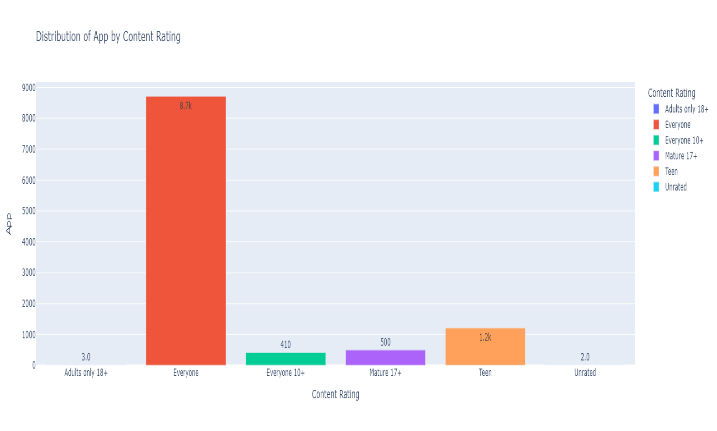 Distribution of App by Content Rating
Content Rating
Adults only 18+
Everyone
Everyone 10+
Mature 17+
Teen
Unrated
App
9000
8000
7000
6000
5000
4000
3000
2000
1000
0
3.0
8.7k
410
500
1.2k
2.0
Adults only 18+
Everyone
Everyone 10+
Mature 17+
Teen
Unrated
Content Rating